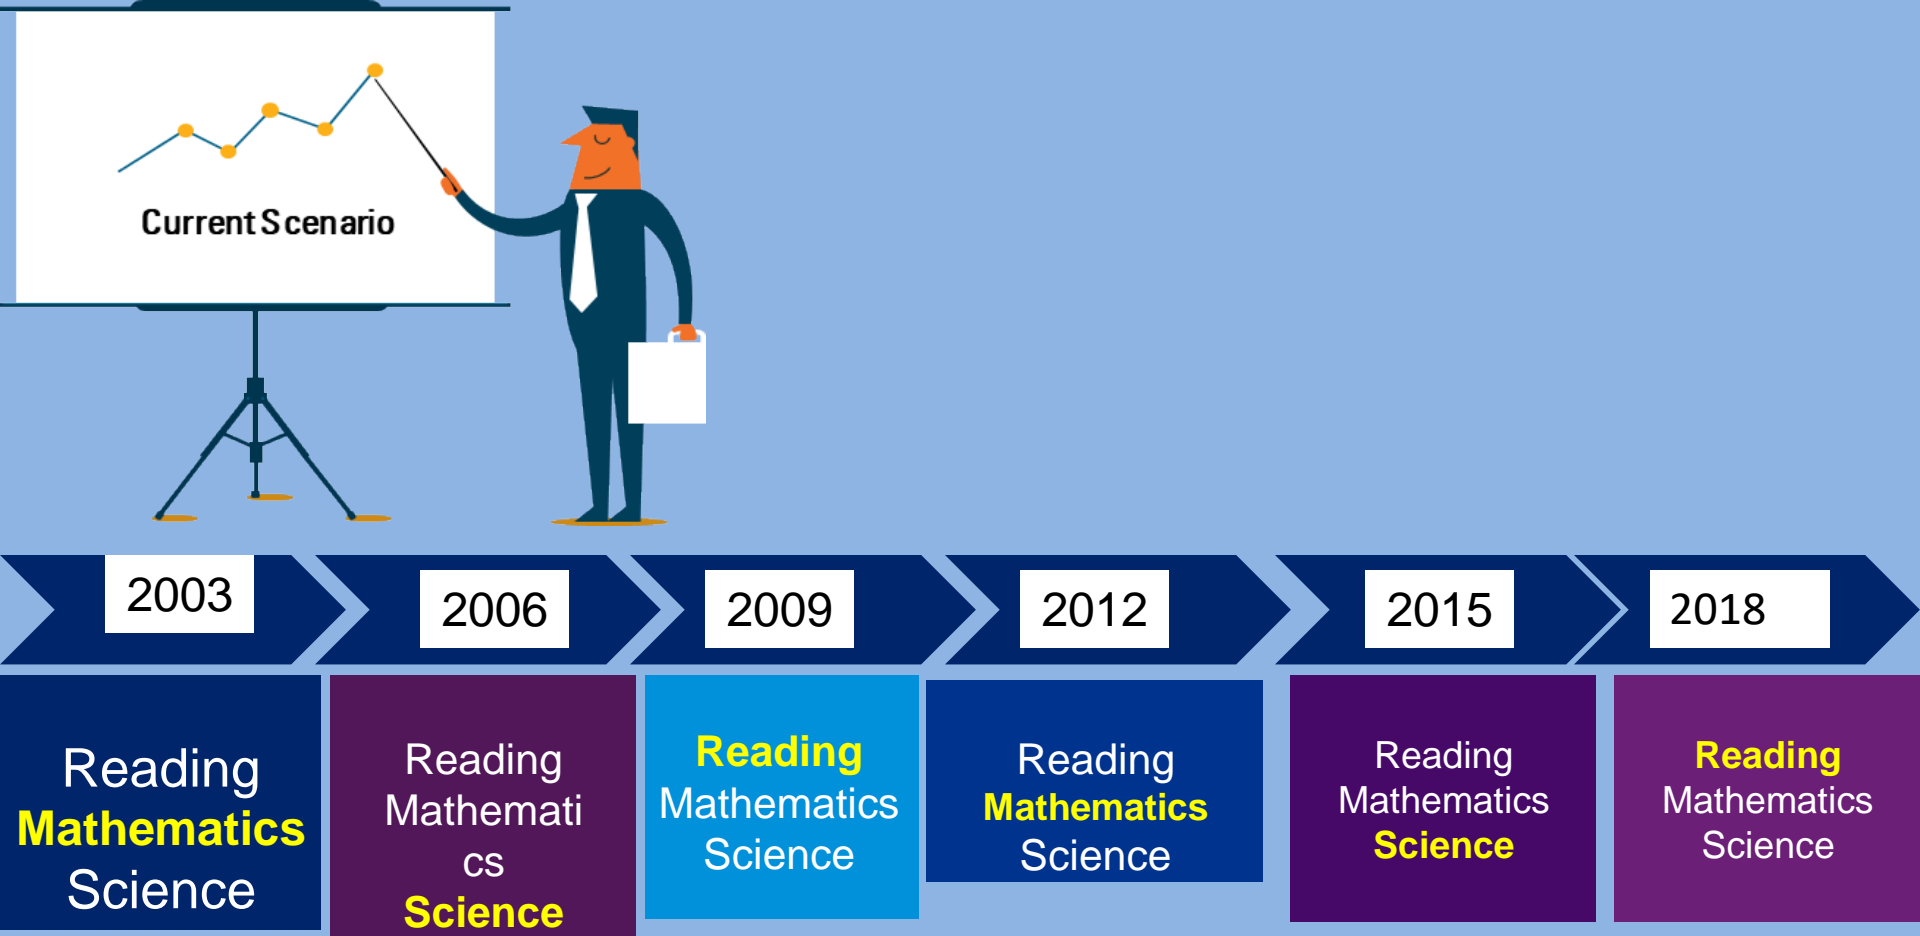 Current Scenario
2003
2006
2009
2012
2015
2018
Reading
Mathematics
Science
Reading
Mathemati
cs
Science
Reading
Mathematics
Science
Reading
Mathematics
Science
Reading
Mathematics
Science
Reading
Mathematics
Science